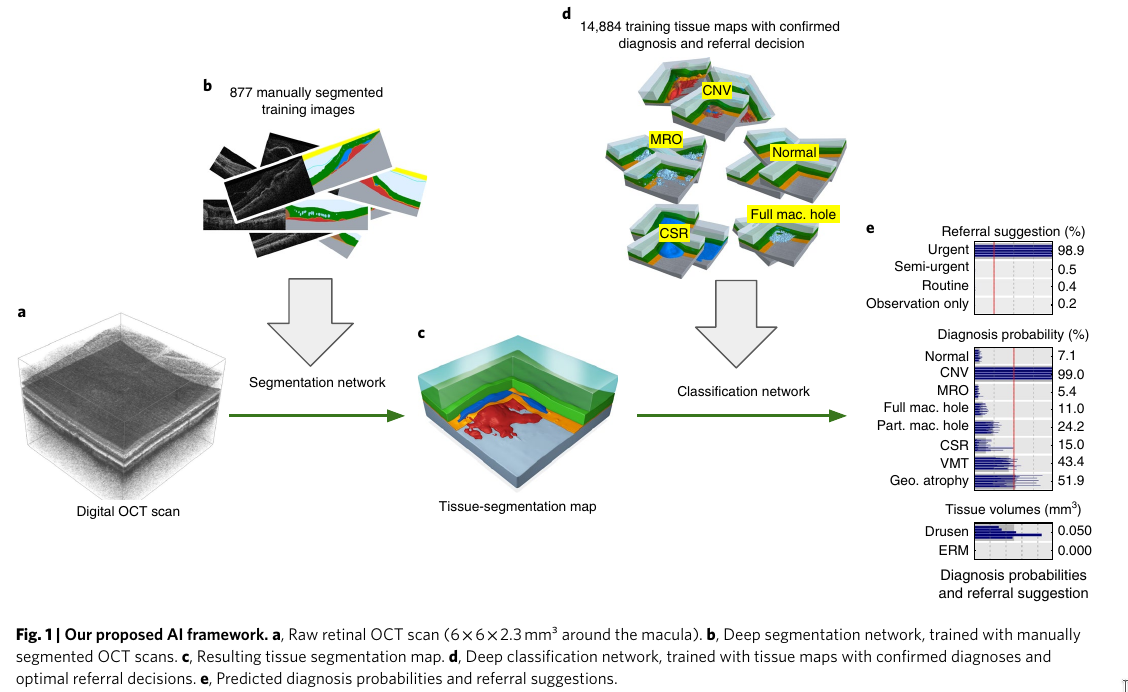 d
14,884 training tissue maps with confirmed
diagnosis and referral decision
b
877 manually segmented
training images
CNV
MRO
Normal
Full mac. hole
CSR
a
Digital OCT scan
Segmentation network
c
Tissue-segmentation map
Classification network
e
Referral suggestion (%)
Urgent 98.9
Semi-urgent 0.5
Routine 0.4
Observation only 0.2
Diagnosis probability (%)
Normal 7.1
CNV 99.0
MRO 5.4
Full mac. hole 11.0
Part. mac. hole 24.2
CSR 15.0
VMT 43.4
Geo. atrophy 51.9
Tissue volumes (mm³)
Drusen 0.050
ERM 0.000
Diagnosis probabilities
and referral suggestion
Fig. 1 | Our proposed AI framework. a, Raw retinal OCT scan (6 × 6 × 2.3 mm³ around the macula). b, Deep segmentation network, trained with manually
segmented OCT scans. c, Resulting tissue segmentation map. d, Deep classification network, trained with tissue maps with confirmed diagnoses and
optimal referral decisions. e, Predicted diagnosis probabilities and referral suggestions.